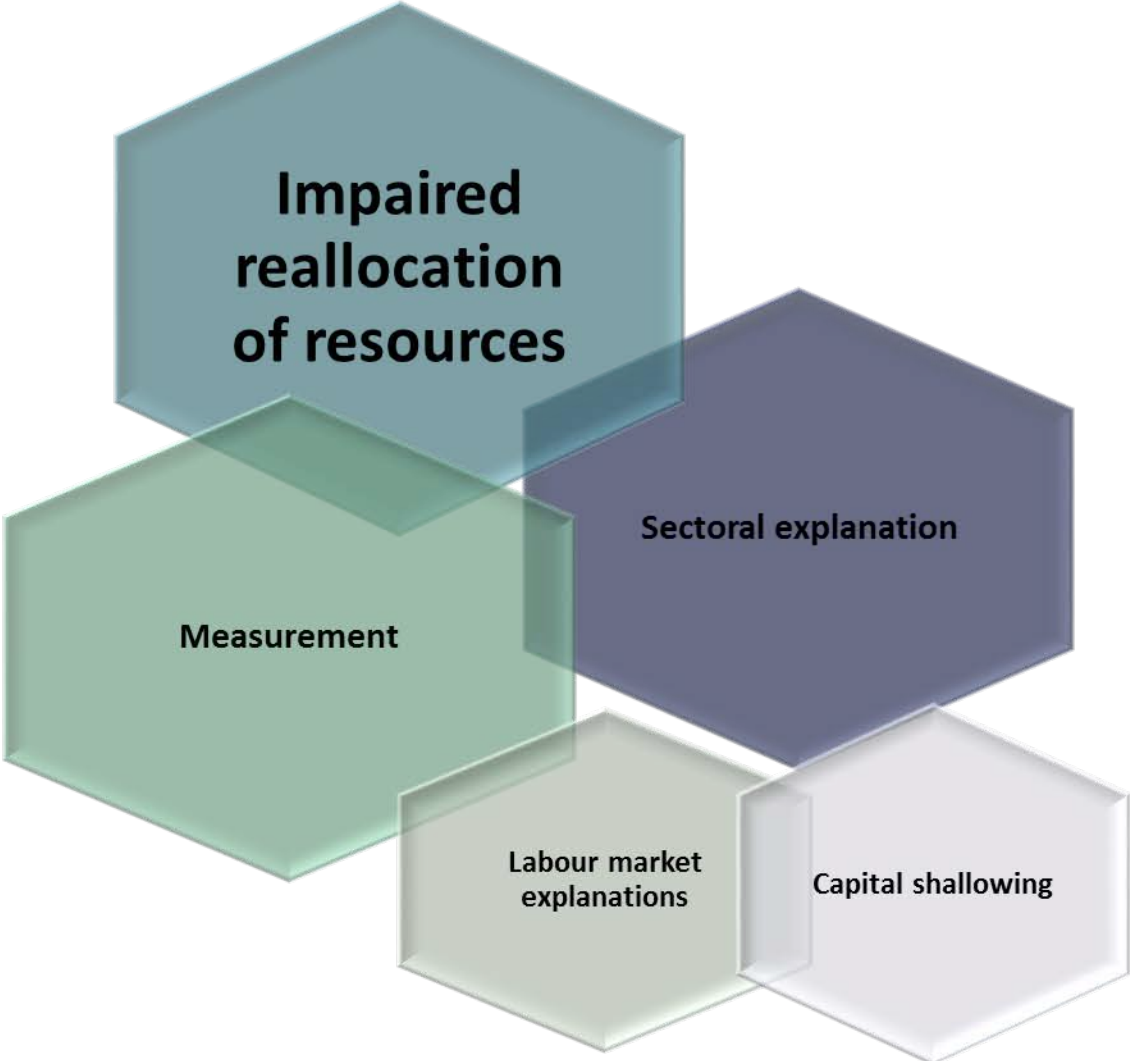 Impaired
reallocation
of resources
Sectoral explanation
Measurement
Labour market
explanations
Capital shallowing